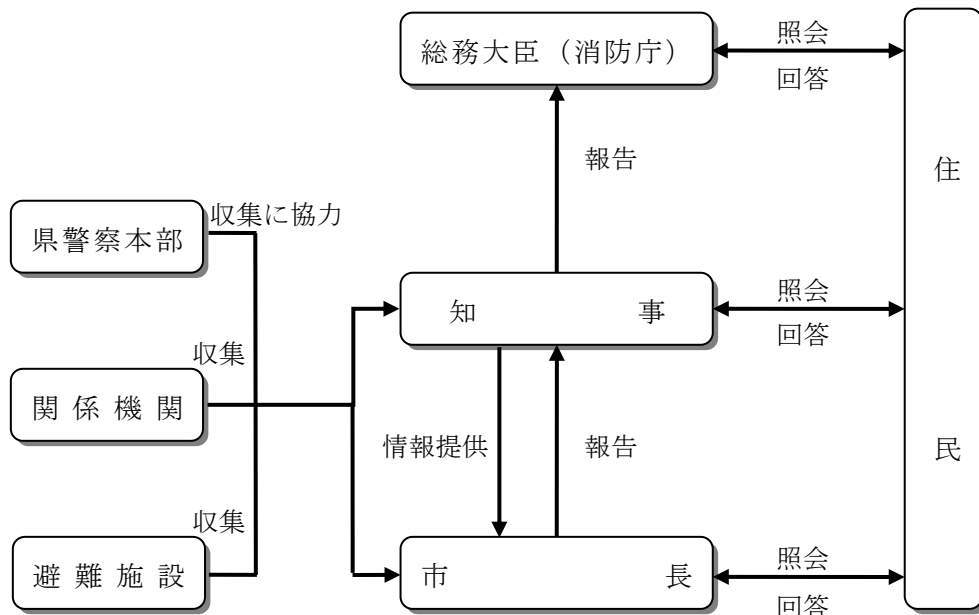 総務大臣（消防庁）
照会
回答
報告
住
民
県警察本部
収集に協力
知事
照会
回答
関係機関
収集
情報提供
報告
避難施設
収集
市長
照会
回答